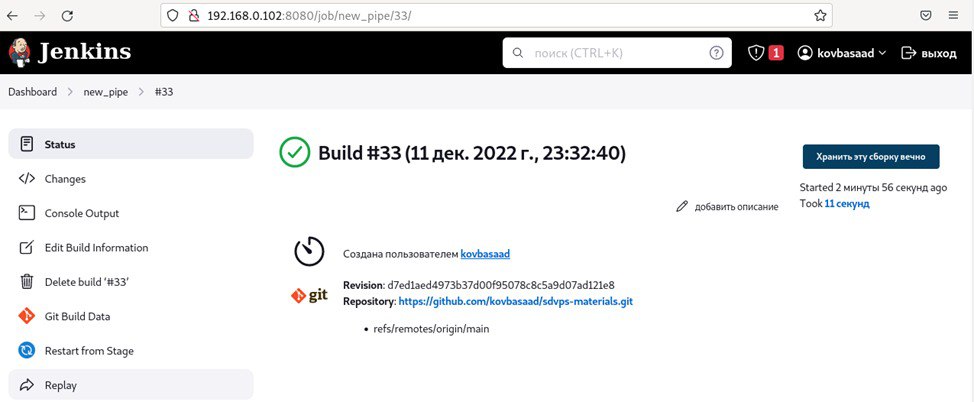 192.168.0.102:8080/job/new_pipe/33/
Jenkins
поиск (CTRL+K)
?
1
kovbasaad
выход
Dashboard
new_pipe
#33
Status
Changes
Console Output
Edit Build Information
Delete build ‘#33’
Git Build Data
Restart from Stage
Replay
Build #33 (11 дек. 2022 г., 23:32:40)
Хранить эту сборку вечно
Started 2 минуты 56 секунд ago
Took 11 секунд
добавить описание
Создана пользователем kovbasaad
git
Revision: d7ed1aed4973b37d00f95078c8c5a9d07ad121e8
Repository: https://github.com/kovbasaad/sdvps-materials.git
• refs/remotes/origin/main